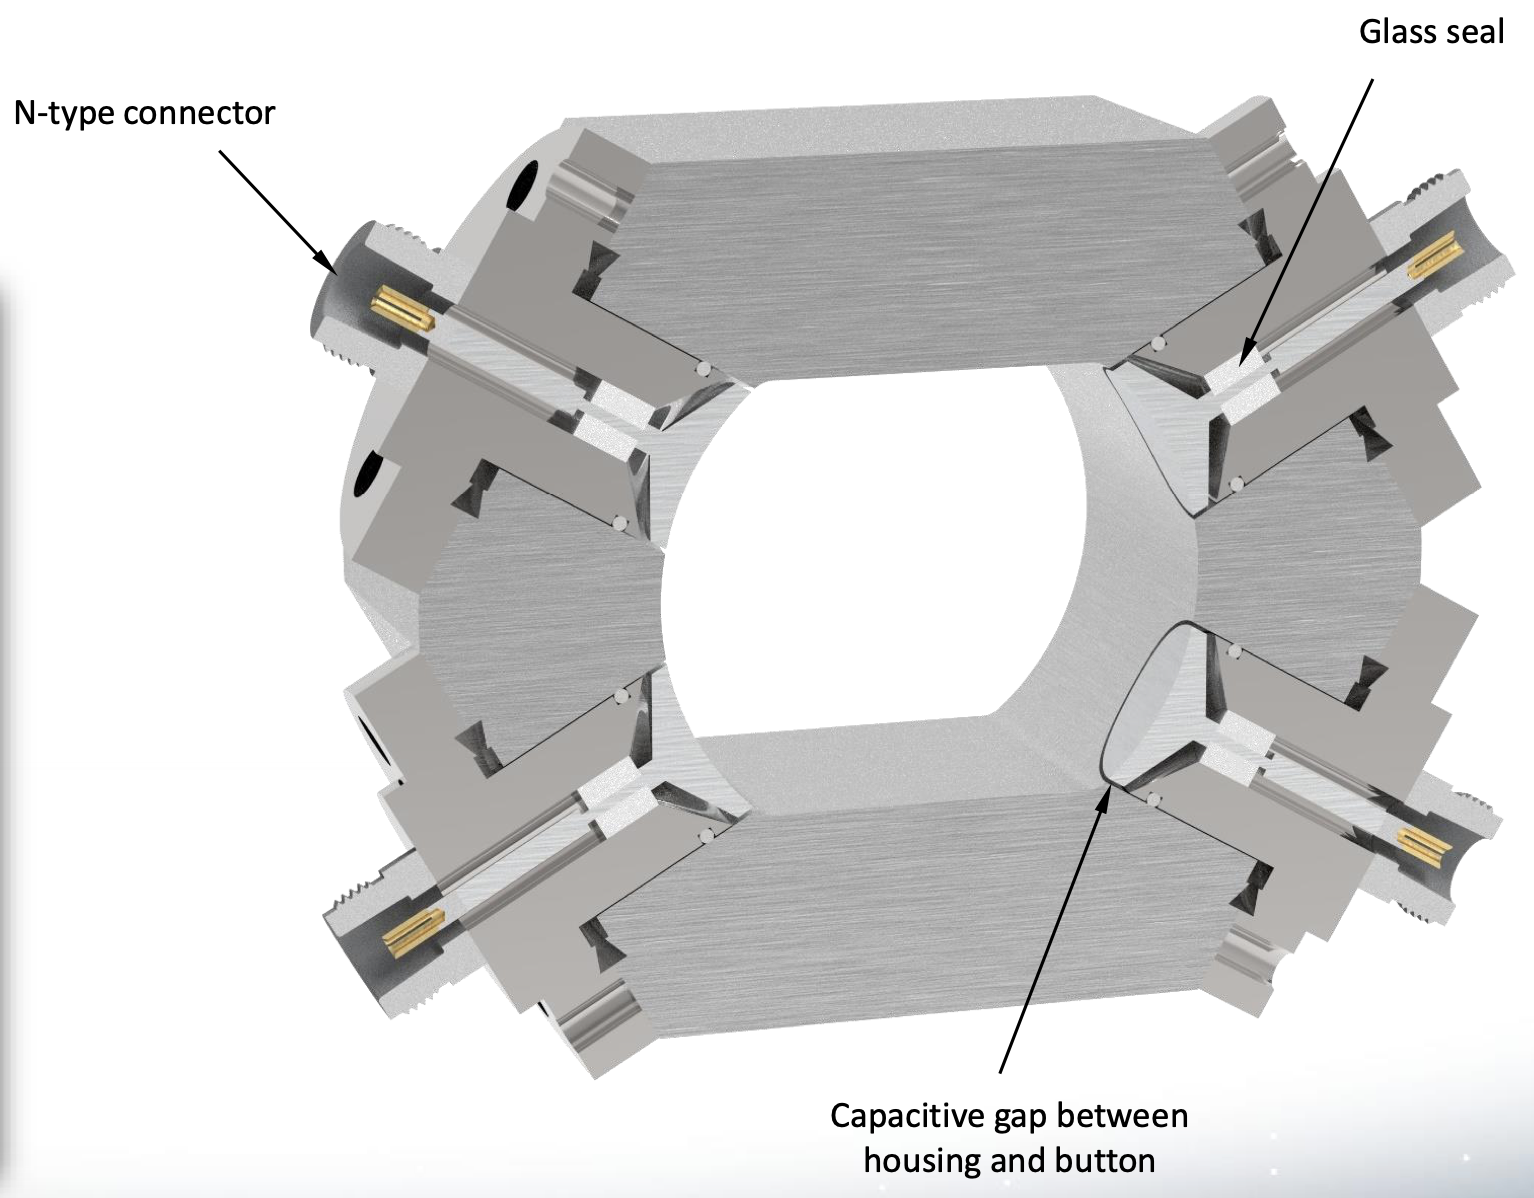 Glass seal
N-type connector
Capacitive gap between
housing and button